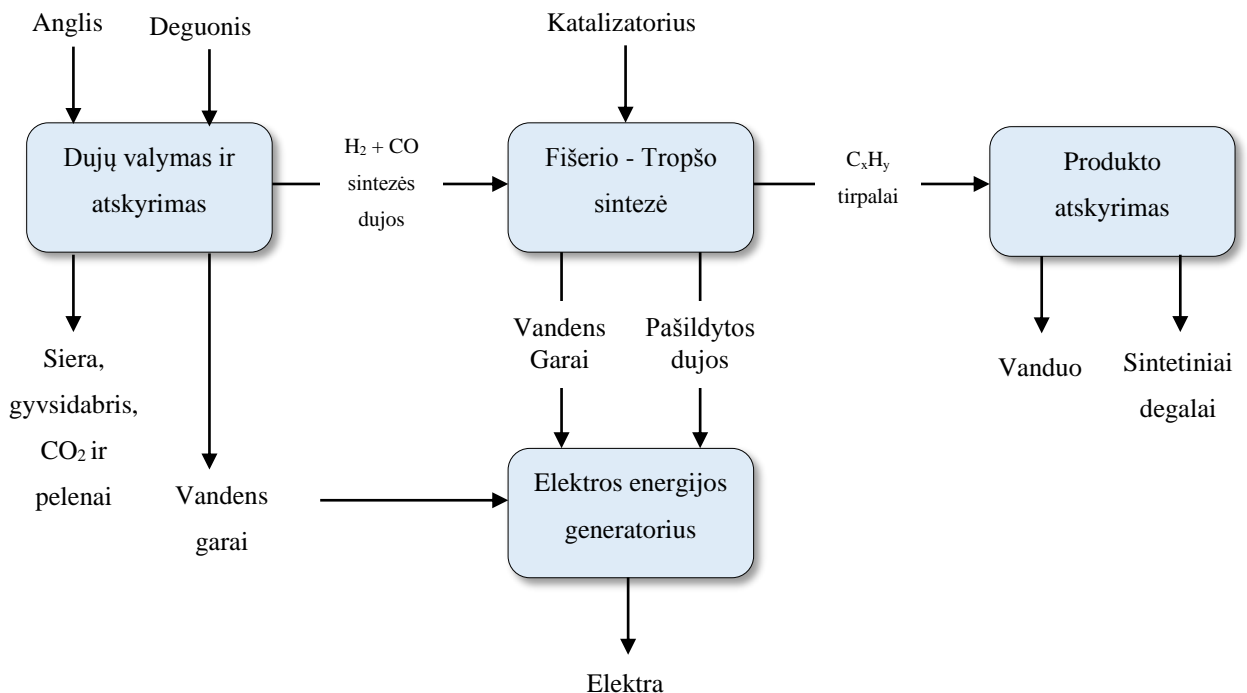 Anglis
Deguonis
Katalizatorius
Dujų valymas ir
atskyrimas
H₂ + CO
sintezės
dujos
Fišerio - Tropšo
sintezė
CₓHᵧ
tirpalai
Produkto
atskyrimas
Siera,
gyvsidabris,
CO₂ ir
pelenai
Vandens
garai
Vandens
Garai
Pašildytos
dujos
Vanduo
Sintetiniai
degalai
Elektros energijos
generatorius
Elektra